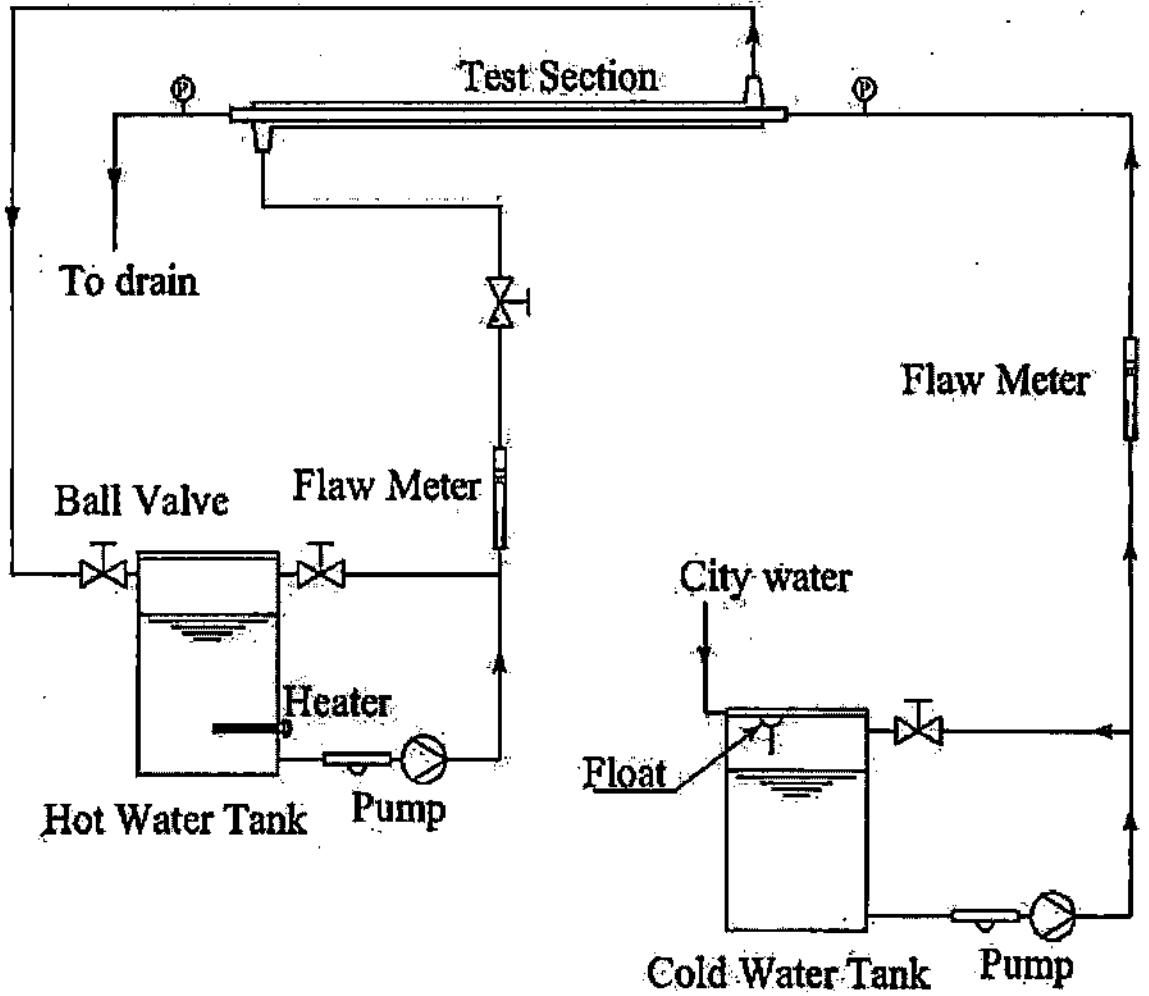 Test Section
P
P
To drain
Flaw Meter
Ball Valve
Flaw Meter
City water
Heater
Float
Pump
Hot Water Tank
Pump
Cold Water Tank